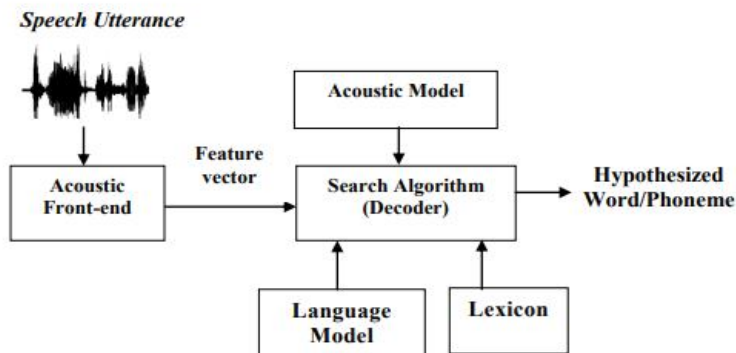 Speech Utterance
Acoustic Model
Feature
vector
Acoustic
Front-end
Search Algorithm
(Decoder)
Hypothesized
Word/Phoneme
Language
Model
Lexicon